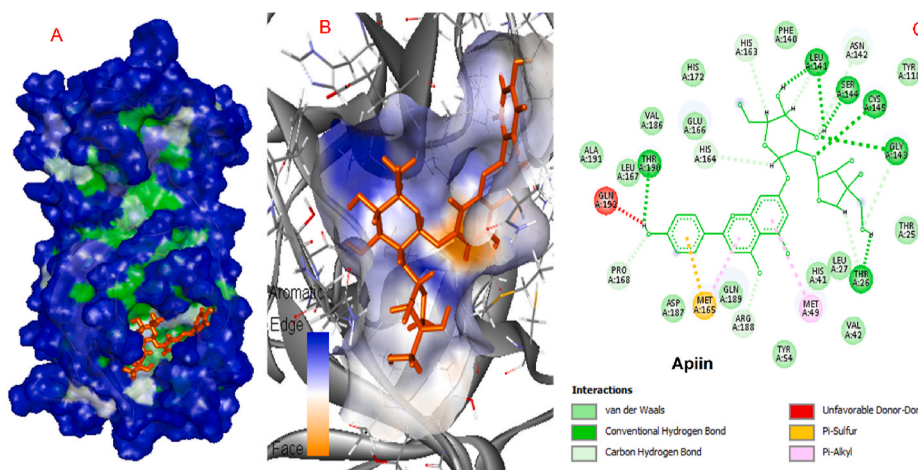 A
B
C
Aromatic
Edge
Face
PHE
A:140
HIS
A:163
LEU
A:141
ASN
A:142
TYR
A:118
HIS
A:172
SER
A:144
CYS
A:145
VAL
A:186
GLU
A:166
GLY
A:143
ALA
A:191
LEU
A:167
THR
A:190
HIS
A:164
GLN
A:192
THR
A:25
PRO
A:168
HIS
A:41
LEU
A:27
THR
A:26
ASP
A:187
MET
A:165
GLN
A:189
ARG
A:188
MET
A:49
VAL
A:42
TYR
A:54
H
H
H
H
H
H
H
H
Apiin
Interactions
van der Waals
Conventional Hydrogen Bond
Carbon Hydrogen Bond
Unfavorable Donor-Don
Pi-Sulfur
Pi-Alkyl